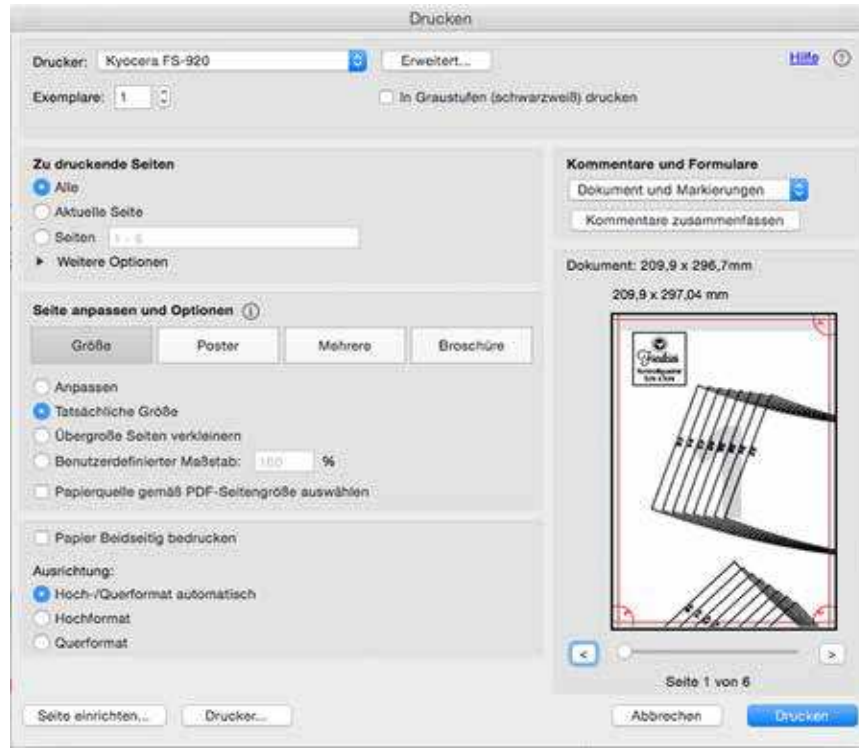 Drucken
Drucker: Kyocera FS-920 Erweitert... Hilfe ?
Exemplare: 1 In Graustufen (schwarzweiß) drucken
Zu druckende Seiten
Alle
Aktuelle Seite
Seiten 1 - 6
Weitere Optionen
Seite anpassen und Optionen
Größe Poster Mehrere Broschüre
Anpassen
Tatsächliche Größe
Übergroße Seiten verkleinern
Benutzerdefinierter Maßstab: 100 %
Papierquelle gemäß PDF-Seitengröße auswählen
Papier Beidseitig bedrucken
Ausrichtung:
Hoch-/Querformat automatisch
Hochformat
Querformat
Kommentare und Formulare
Dokument und Markierungen
Kommentare zusammenfassen
Dokument: 209,9 x 296,7mm
209,9 x 297,04 mm
< >
Seite 1 von 6
Seite einrichten... Drucker... Abbrechen Drucken